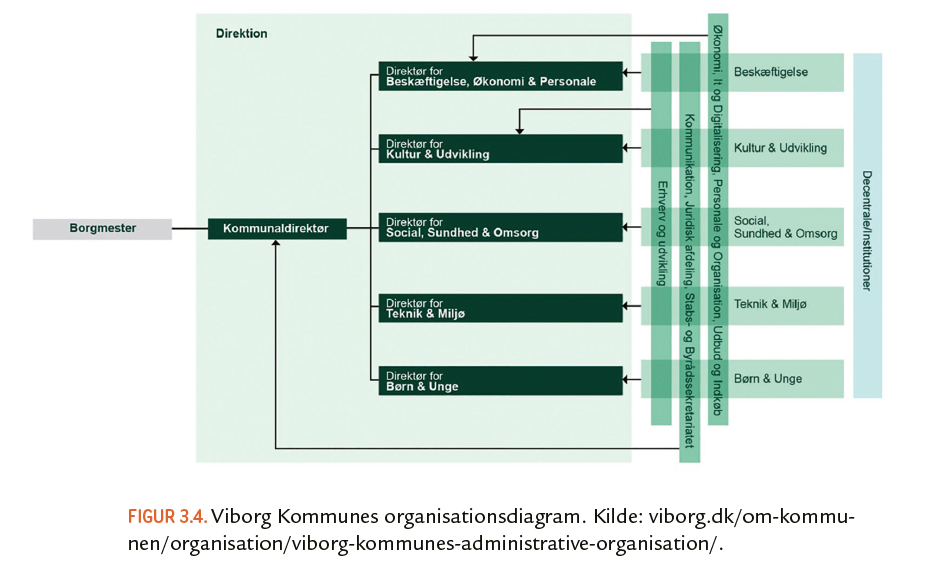 Direktion
Borgmester
Kommunaldirektør
Direktør for
Beskæftigelse, Økonomi & Personale
Direktør for
Kultur & Udvikling
Direktør for
Social, Sundhed & Omsorg
Direktør for
Teknik & Miljø
Direktør for
Børn & Unge
Erhverv og udvikling
Kommunikation, Juridisk afdeling, Stabs- og Byrådssekretariatet
Økonomi, It og Digitalisering, Personale og Organisation, Udbud og Indkøb
Beskæftigelse
Kultur & Udvikling
Social,
Sundhed & Omsorg
Teknik & Miljø
Børn & Unge
Decentrale/Institutioner
FIGUR 3.4. Viborg Kommunes organisationsdiagram. Kilde: viborg.dk/om-kommu-
nen/organisation/viborg-kommunes-administrative-organisation/.